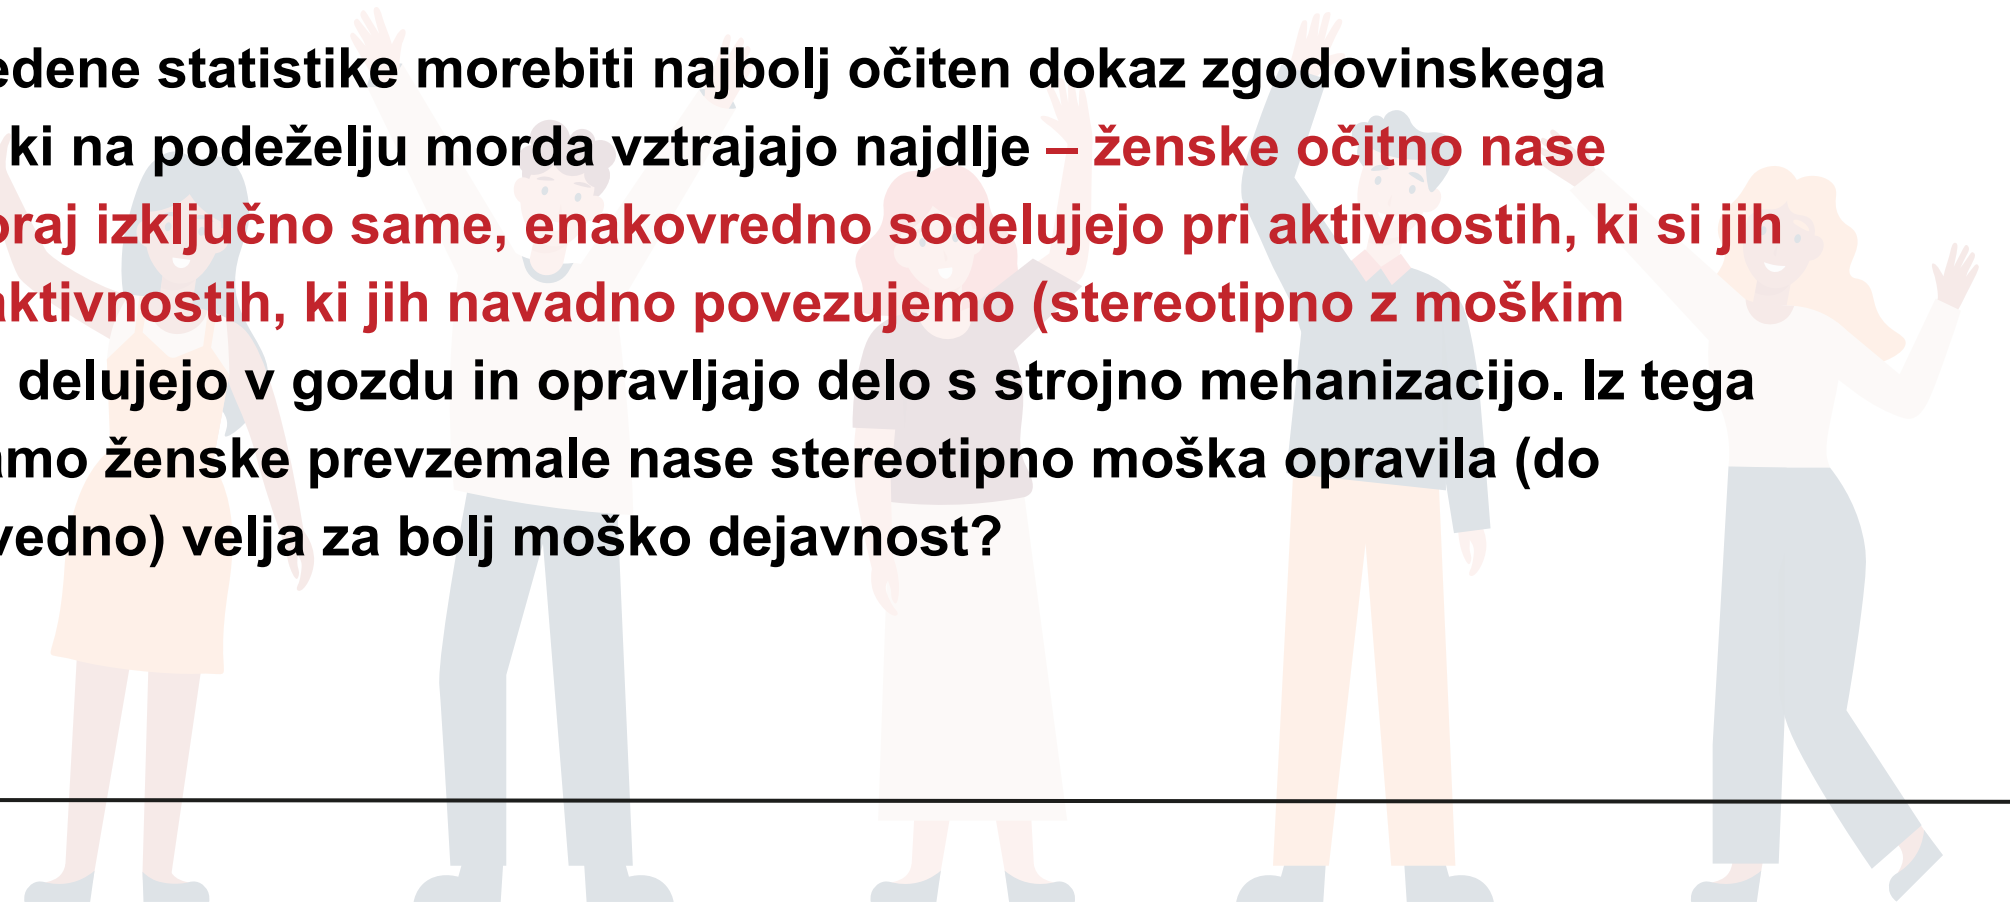 edene statistike morebiti najbolj očiten dokaz zgodovinskega
ki na podeželju morda vztrajajo najdlje – ženske očitno nase
oraj izključno same, enakovredno sodelujejo pri aktivnostih, ki si jih
aktivnostih, ki jih navadno povezujemo (stereotipno z moškim
delujejo v gozdu in opravljajo delo s strojno mehanizacijo. Iz tega
amo ženske prevzemale nase stereotipno moška opravila (do
vedno) velja za bolj moško dejavnost?